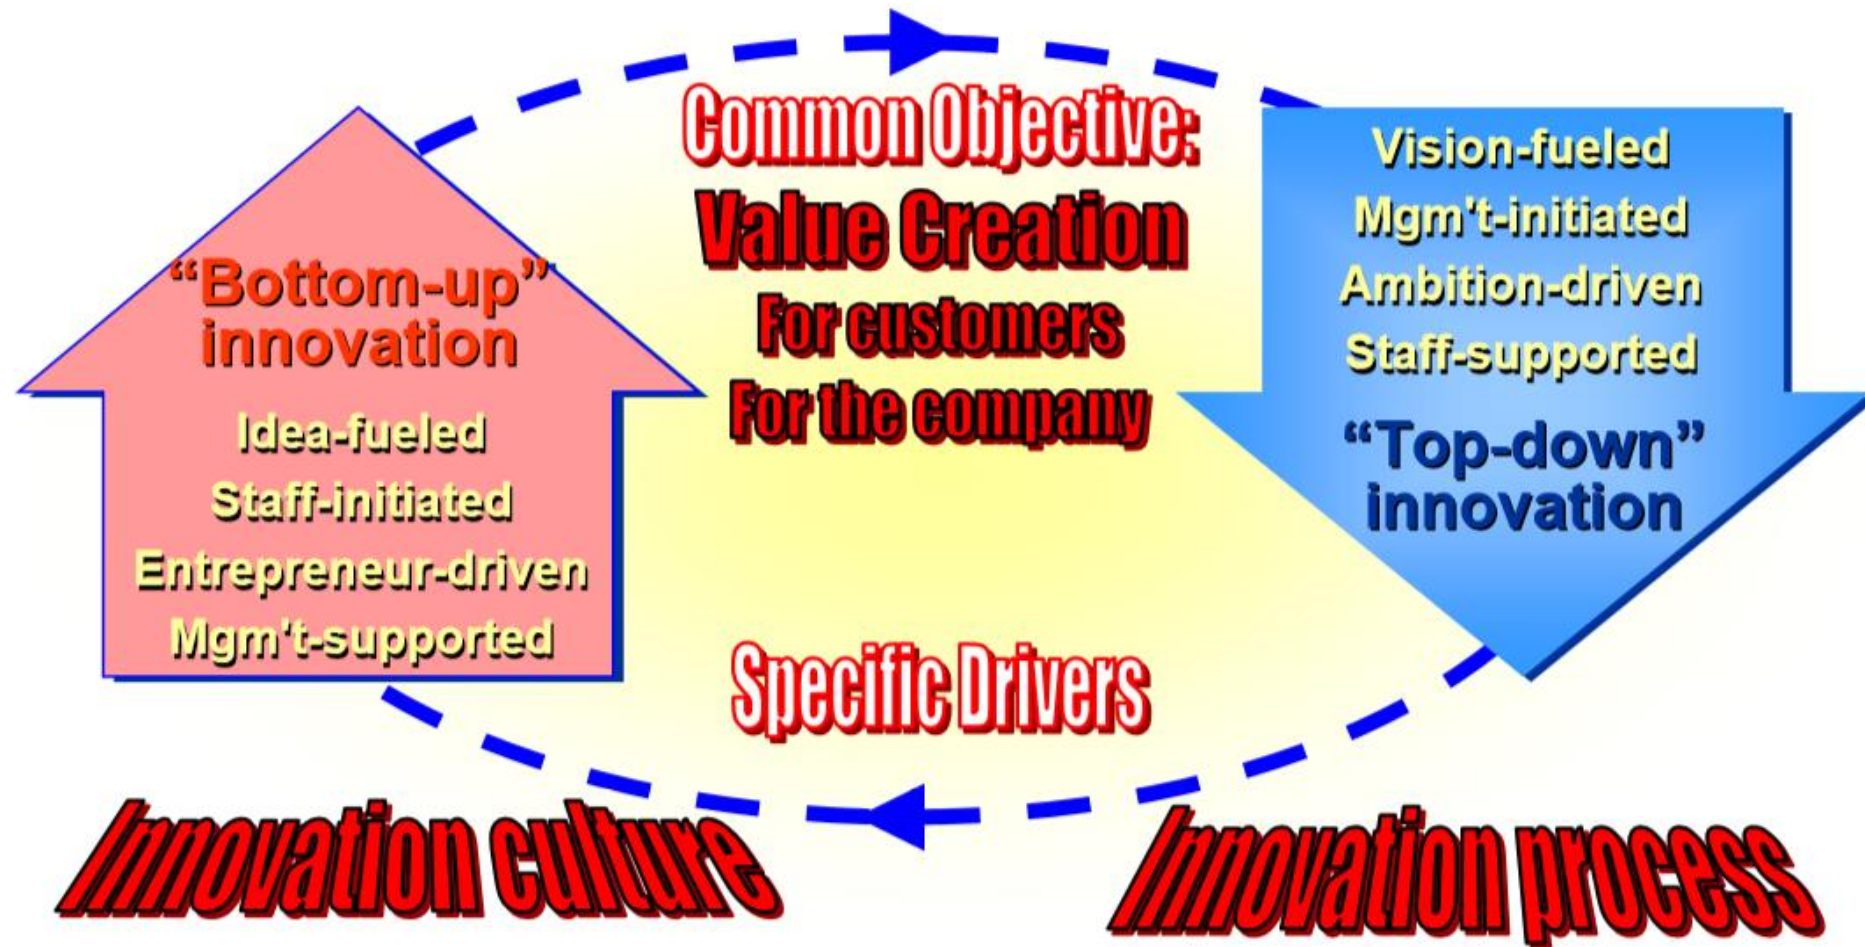 Common Objective:
Value Creation
For customers
For the company
“Bottom-up”
innovation
Idea-fueled
Staff-initiated
Entrepreneur-driven
Mgm't-supported
Vision-fueled
Mgm't-initiated
Ambition-driven
Staff-supported
“Top-down”
innovation
Specific Drivers
Innovation culture
Innovation process